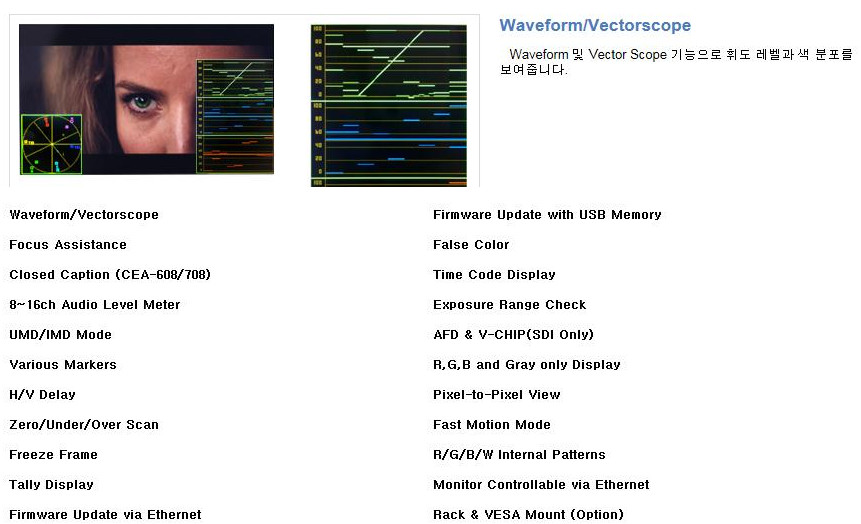 Waveform/Vectorscope
Waveform 및 Vector Scope 기능으로 휘도 레벨과 색 분포를
보여줍니다.
Waveform/Vectorscope
Firmware Update with USB Memory
Focus Assistance
False Color
Closed Caption (CEA-608/708)
Time Code Display
8~16ch Audio Level Meter
Exposure Range Check
UMD/IMD Mode
AFD & V-CHIP(SDI Only)
Various Markers
R,G,B and Gray only Display
H/V Delay
Pixel-to-Pixel View
Zero/Under/Over Scan
Fast Motion Mode
Freeze Frame
R/G/B/W Internal Patterns
Tally Display
Monitor Controllable via Ethernet
Firmware Update via Ethernet
Rack & VESA Mount (Option)